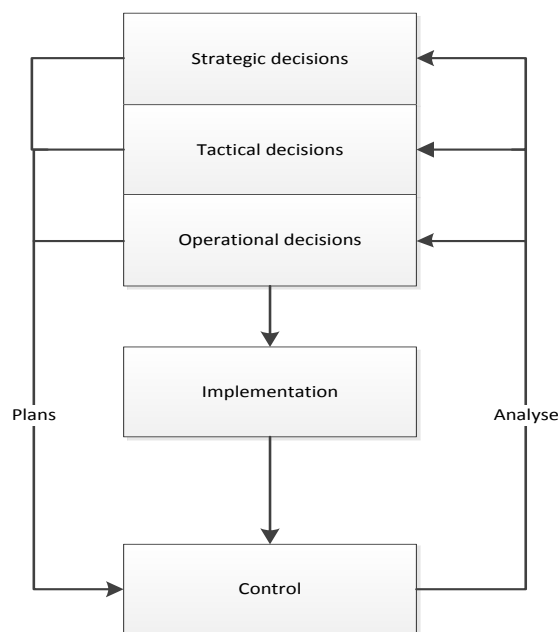 Strategic decisions
Tactical decisions
Operational decisions
Implementation
Plans
Analyse
Control